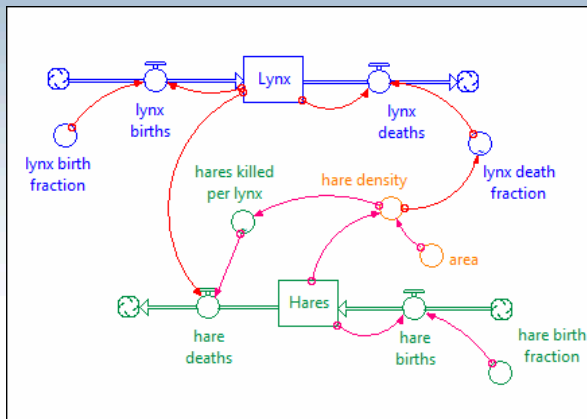 Lynx
lynx
births
lynx
deaths
lynx birth
fraction
hares killed
per lynx
hare density
lynx death
fraction
area
Hares
hare
deaths
hare
births
hare birth
fraction